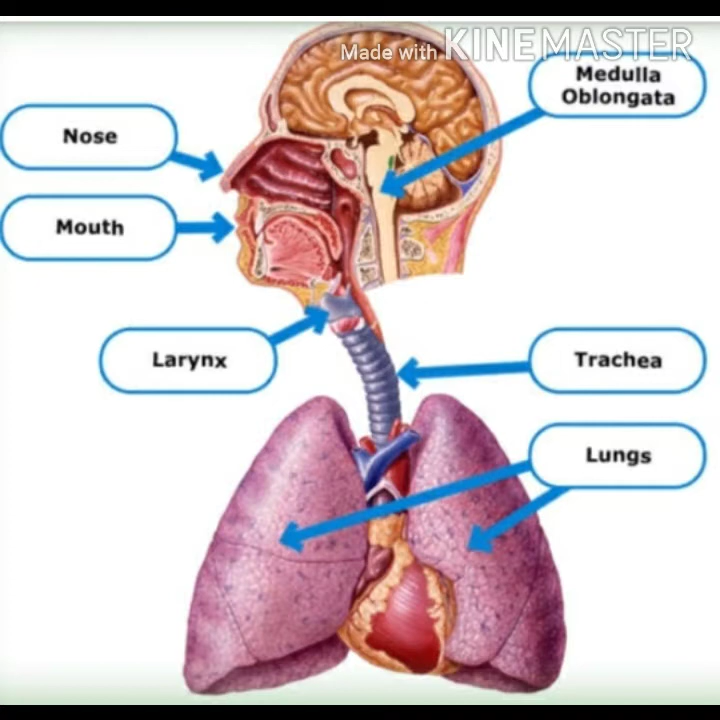 Made with KINEMASTER
Medulla
Oblongata
Nose
Mouth
Larynx
Trachea
Lungs